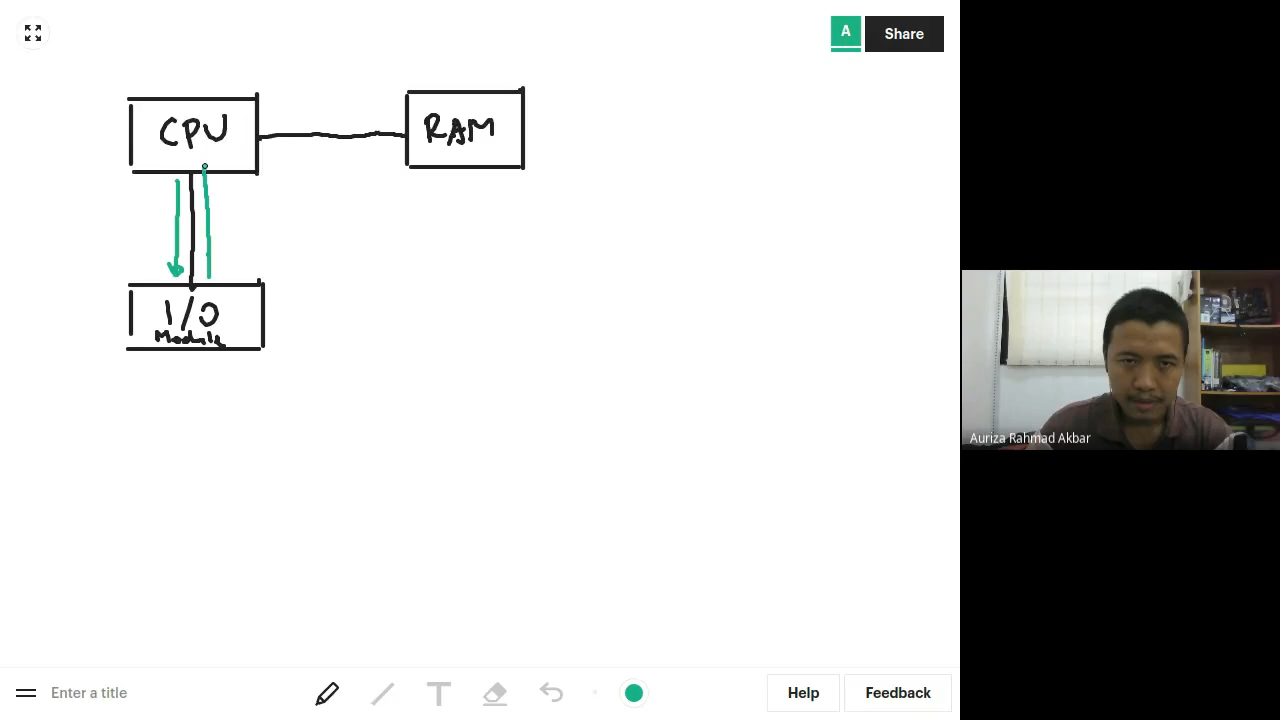 A
Share
CPU
RAM
I/O
Module
Auriza Rahmad Akbar
Enter a title
T
Help
Feedback